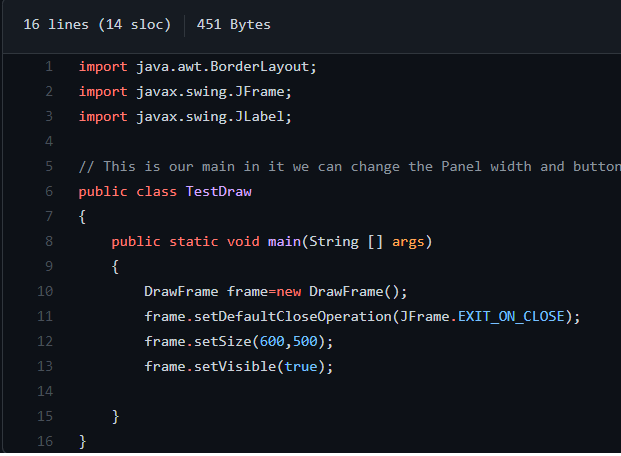 16 lines (14 sloc) 451 Bytes
1 import java.awt.BorderLayout;
2 import javax.swing.JFrame;
3 import javax.swing.JLabel;
4
5 // This is our main in it we can change the Panel width and button
6 public class TestDraw
7 {
8 public static void main(String [] args)
9 {
10 DrawFrame frame=new DrawFrame();
11 frame.setDefaultCloseOperation(JFrame.EXIT_ON_CLOSE);
12 frame.setSize(600,500);
13 frame.setVisible(true);
14
15 }
16 }